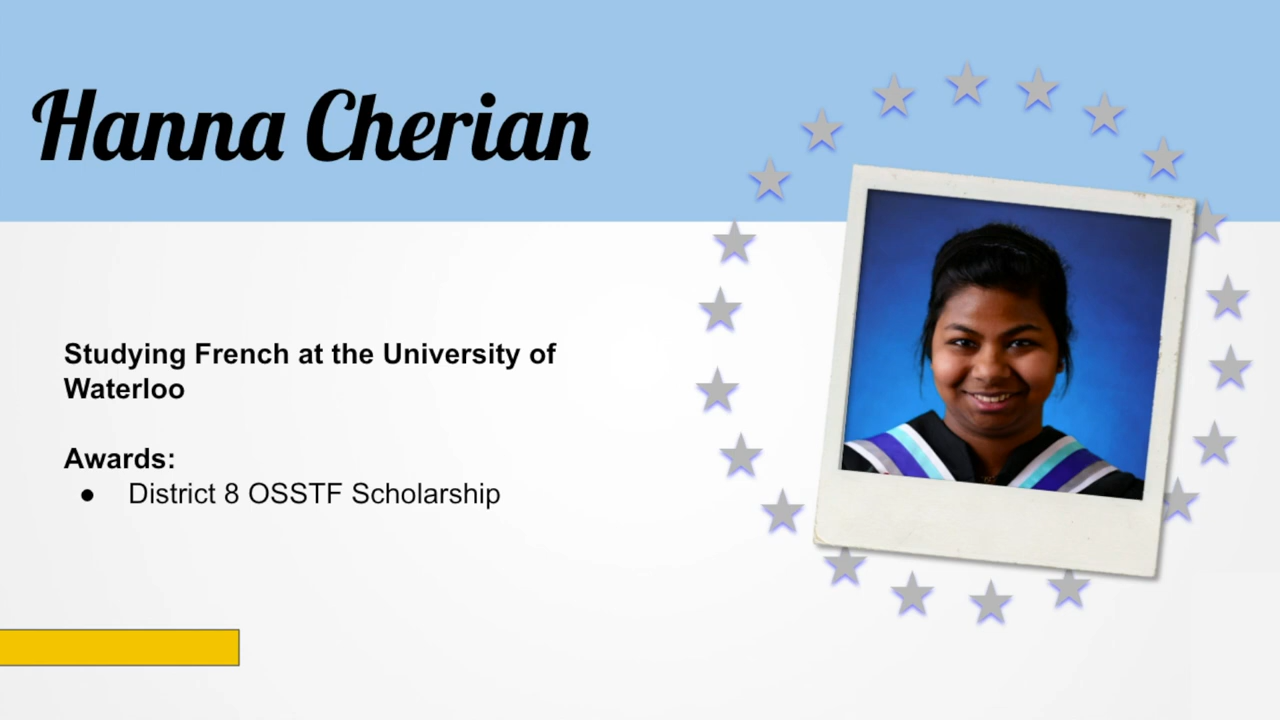 Hanna Cherian
Studying French at the University of
Waterloo
Awards:
● District 8 OSSTF Scholarship